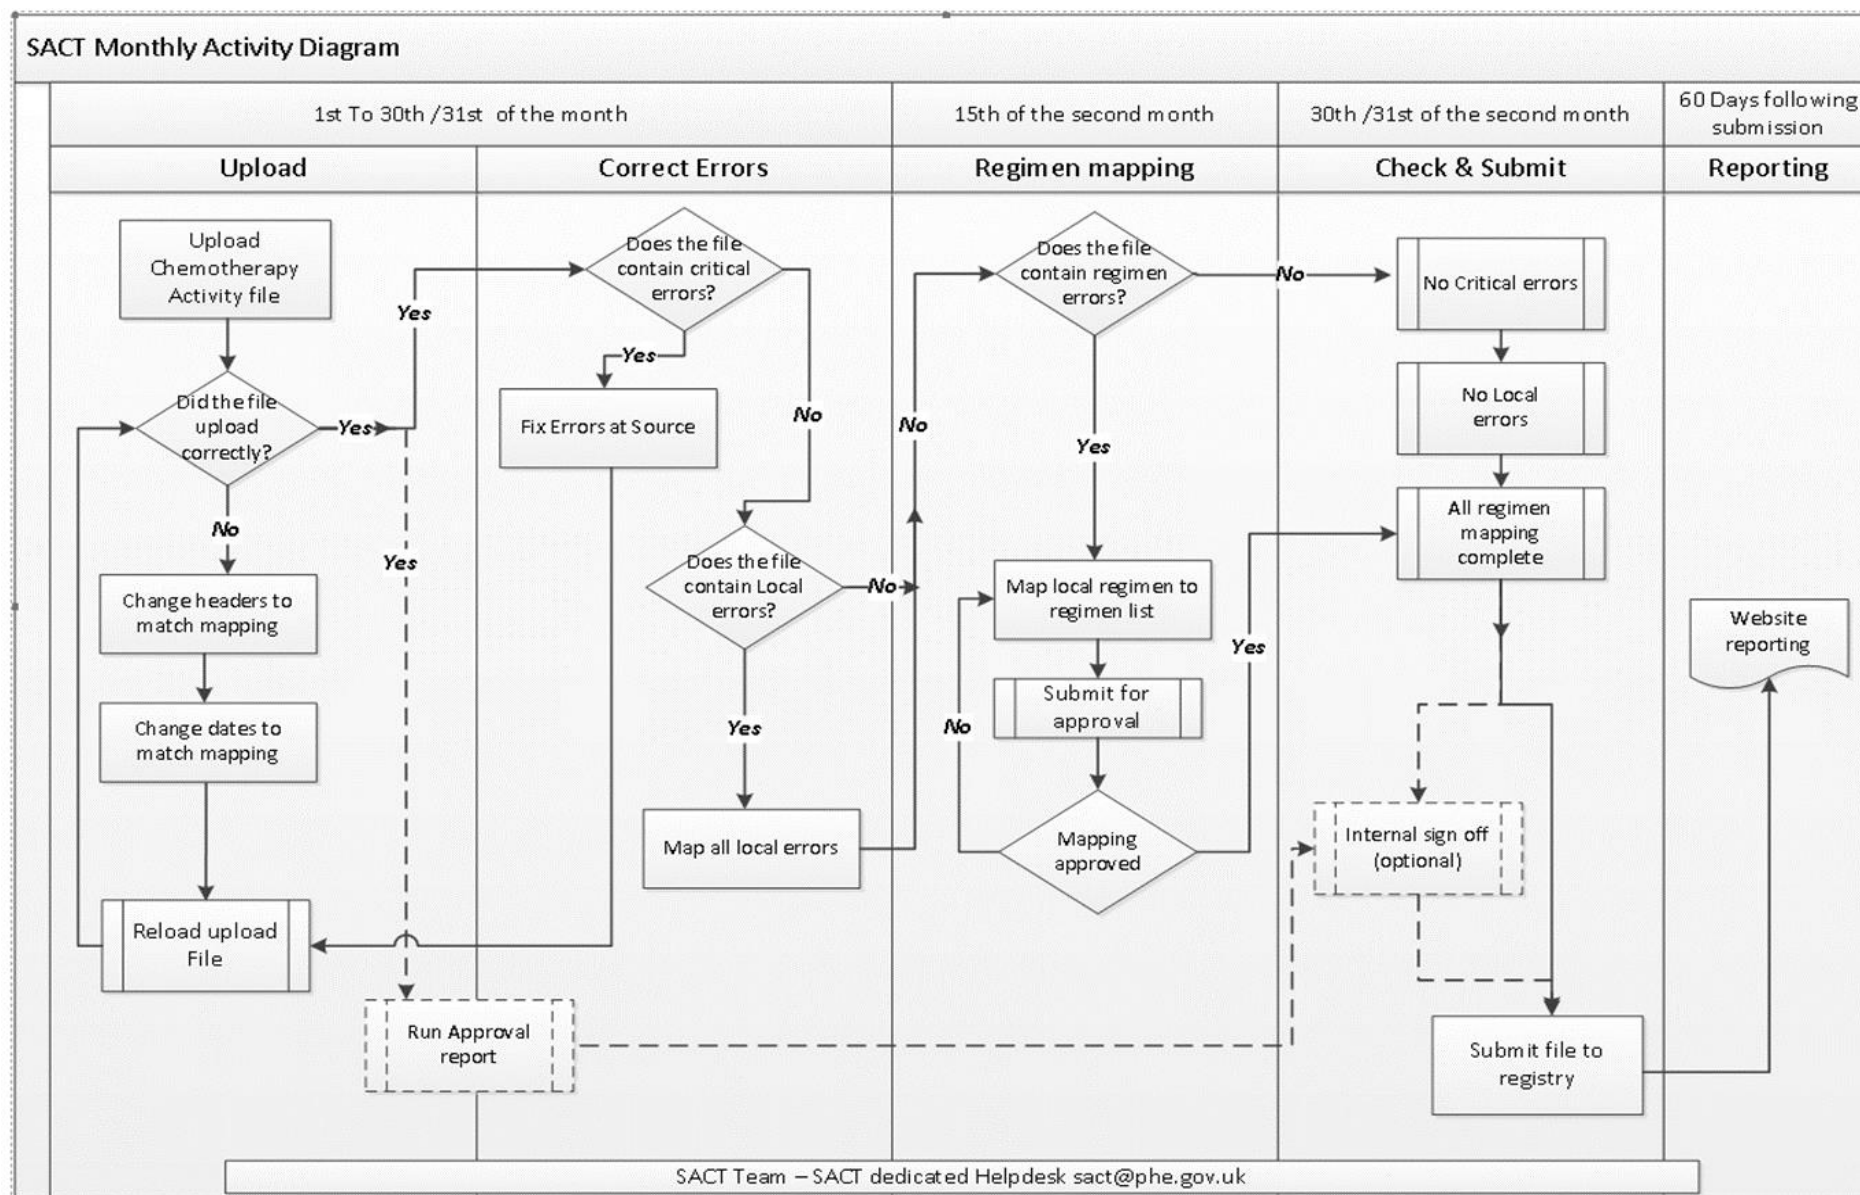 SACT Monthly Activity Diagram
1st To 30th /31st of the month
15th of the second month
30th /31st of the second month
60 Days following
submission
Upload
Correct Errors
Regimen mapping
Check & Submit
Reporting
Upload
Chemotherapy
Activity file
Did the file
upload
correctly?
Yes
Yes
Yes
No
Change headers to
match mapping
Change dates to
match mapping
Reload upload
File
Run Approval
report
Does the file
contain critical
errors?
Yes
No
Fix Errors at Source
Does the file
contain Local
errors?
No
Yes
Map all local errors
No
Does the file
contain regimen
errors?
No
Yes
Map local regimen to
regimen list
Submit for
approval
No
Mapping
approved
Yes
No Critical errors
No Local
errors
All regimen
mapping
complete
Internal sign off
(optional)
Submit file to
registry
Website
reporting
SACT Team – SACT dedicated Helpdesk sact@phe.gov.uk